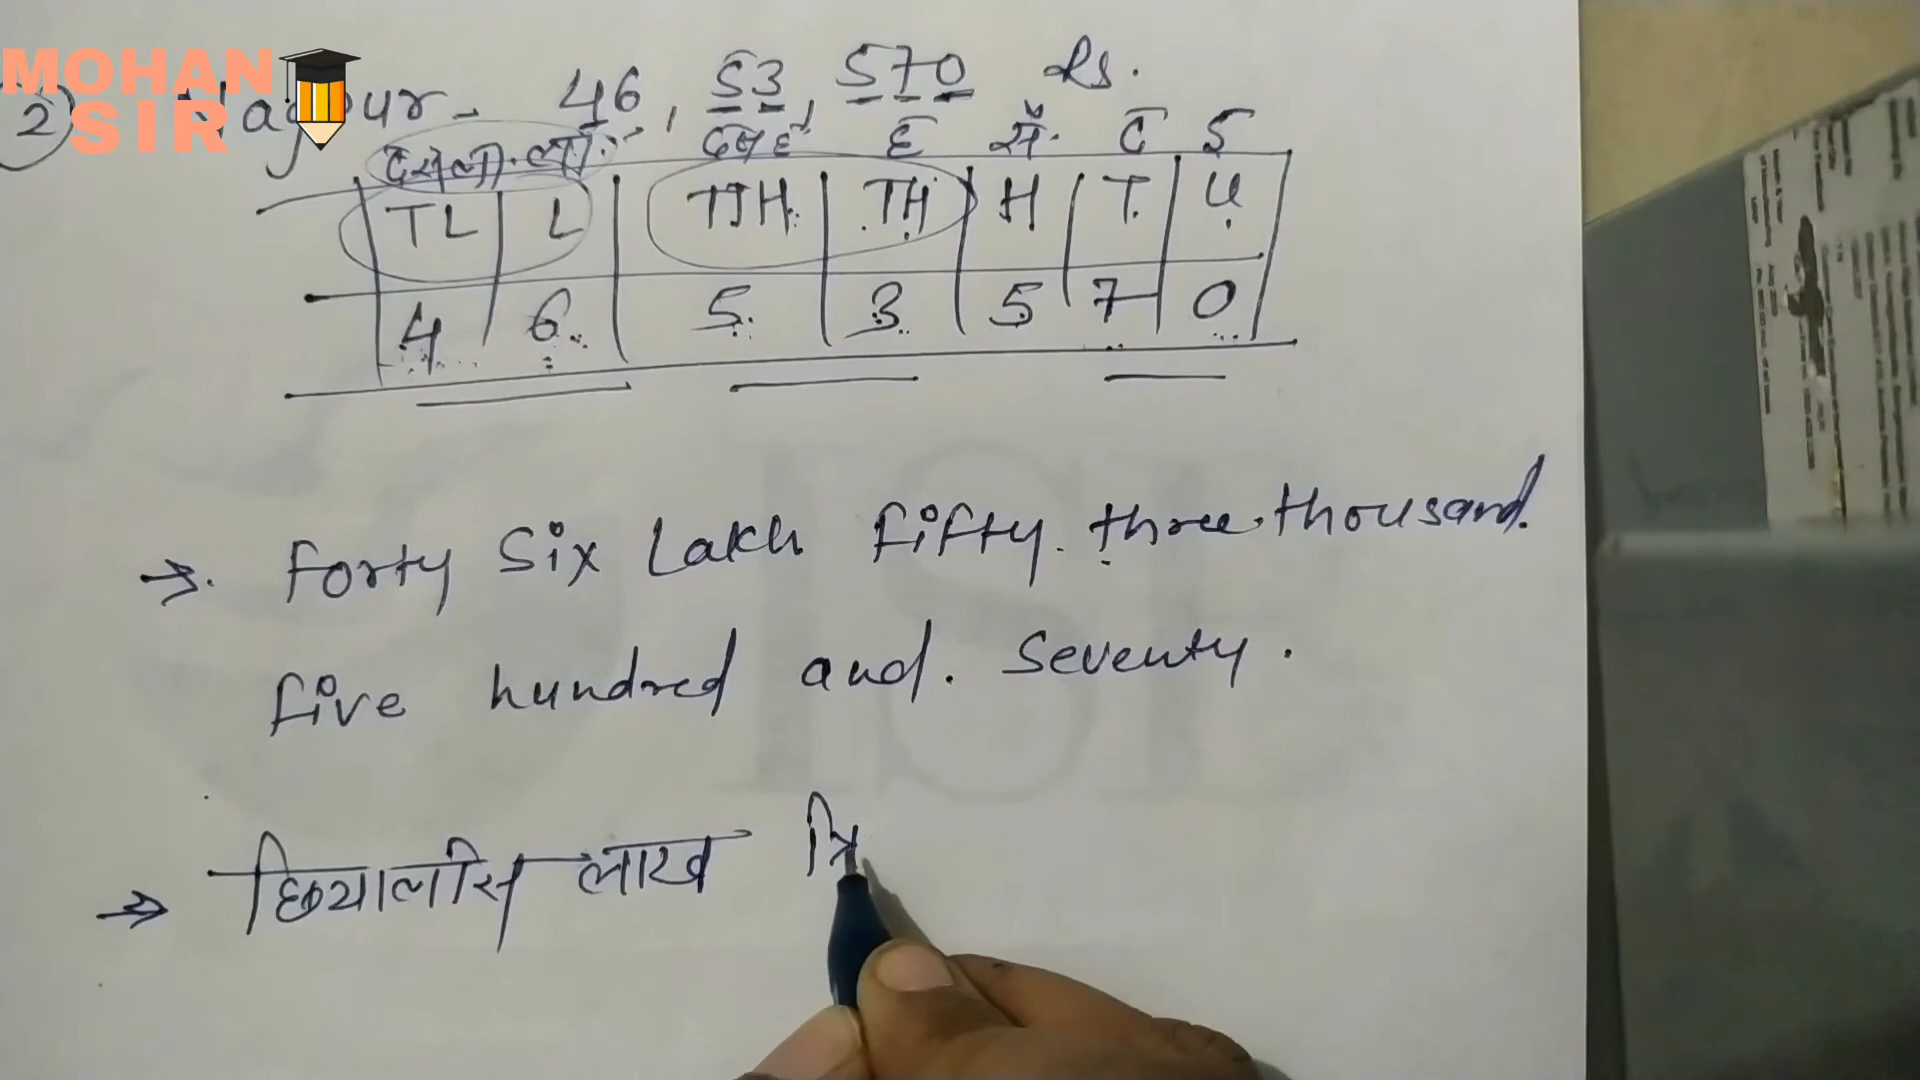 MOHAN
SIR
2) Nagpur - 46, 53, 570 Rs.
TL L TTH TH H T U
4 6 5 3 5 7 0
→ Forty Six Lakh fifty three thousand.
five hundred and. Seventy.
→ छियालीस लाख त्रि